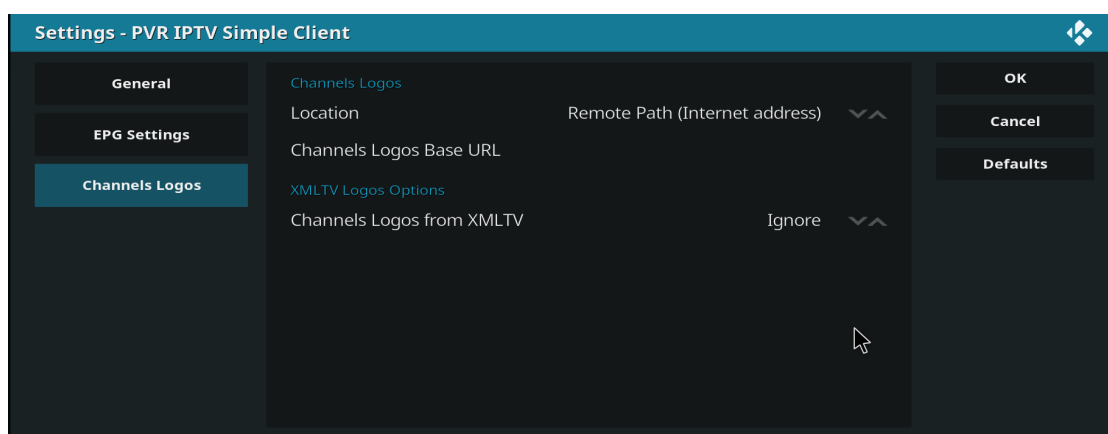 Settings - PVR IPTV Simple Client
General
EPG Settings
Channels Logos
Channels Logos
Location Remote Path (Internet address)
Channels Logos Base URL
XMLTV Logos Options
Channels Logos from XMLTV Ignore
OK
Cancel
Defaults